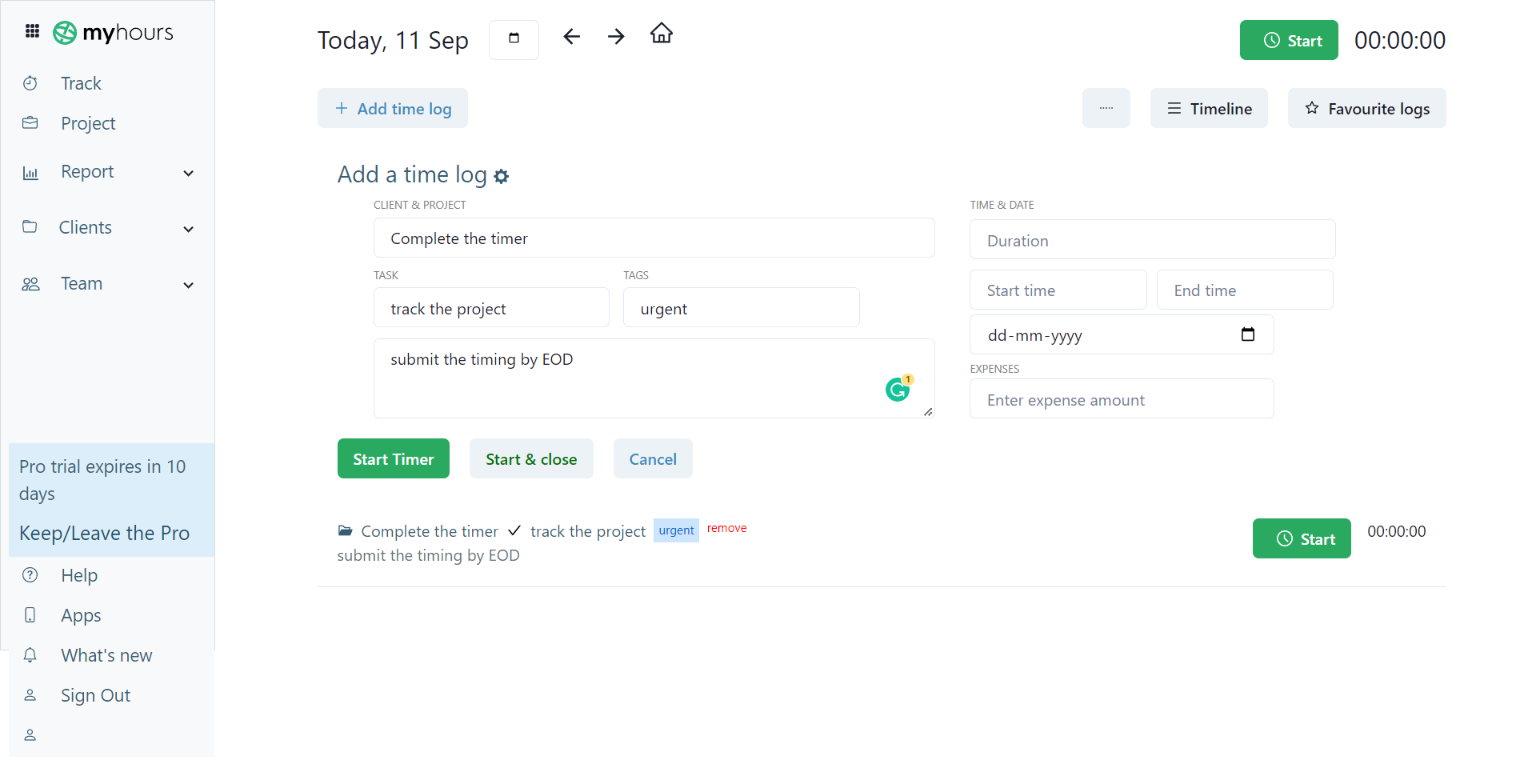 myhours
Track
Project
Report
Clients
Team
Pro trial expires in 10
days
Keep/Leave the Pro
Help
Apps
What's new
Sign Out
Today, 11 Sep
Start 00:00:00
+ Add time log
..... Timeline Favourite logs
Add a time log
CLIENT & PROJECT
Complete the timer
TASK TAGS
track the project urgent
submit the timing by EOD
1
TIME & DATE
Duration
Start time End time
dd-mm-yyyy
EXPENSES
Enter expense amount
Start Timer Start & close Cancel
Complete the timer track the project urgent remove
submit the timing by EOD
Start 00:00:00